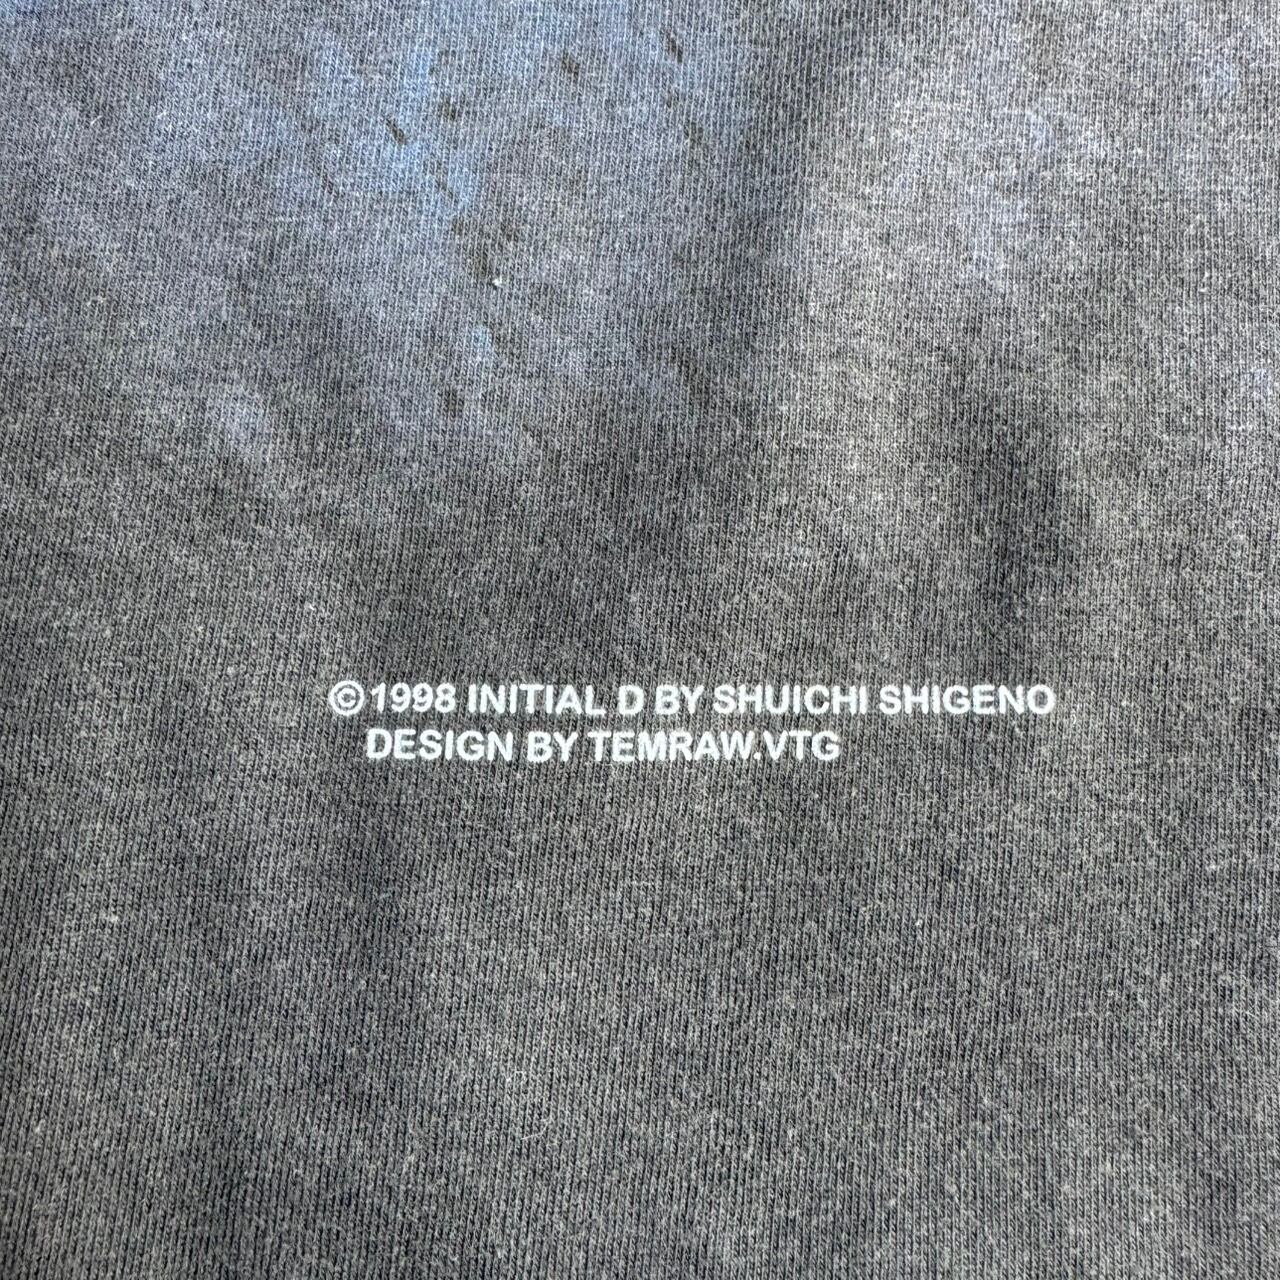 ©1998 INITIAL D BY SHUICHI SHIGENO
DESIGN BY TEMRAW.VTG